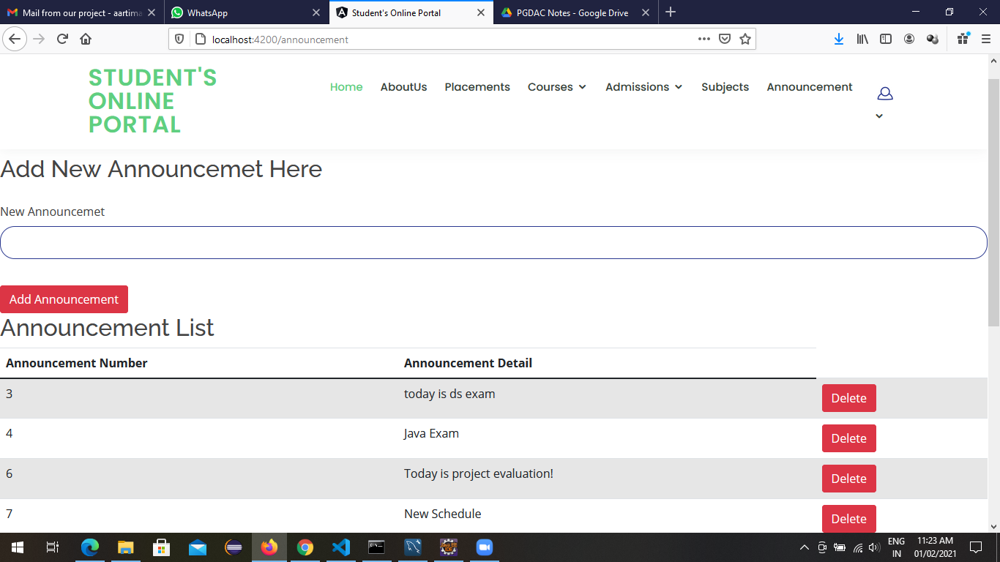 Mail from our project - aartima
WhatsApp
Student's Online Portal
PGDAC Notes - Google Drive
localhost:4200/announcement
STUDENT'S
ONLINE
PORTAL
Home
AboutUs
Placements
Courses
Admissions
Subjects
Announcement
Add New Announcemet Here
New Announcemet
Add Announcement
Announcement List
Announcement Number Announcement Detail
3 today is ds exam Delete
4 Java Exam Delete
6 Today is project evaluation! Delete
7 New Schedule Delete
ENG 11:23 AM
IN 01/02/2021